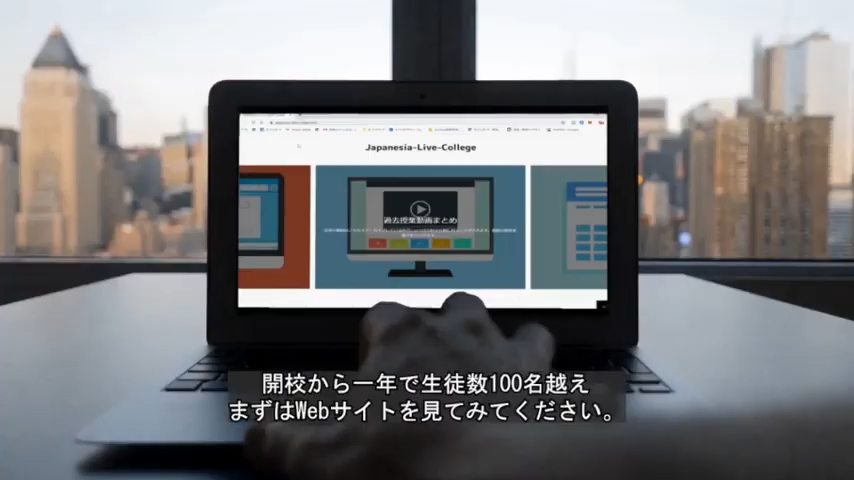 Japanesia-Live-College
過去授業動画まとめ
開校から一年で生徒数100名越え
まずはWebサイトを見てみてください。